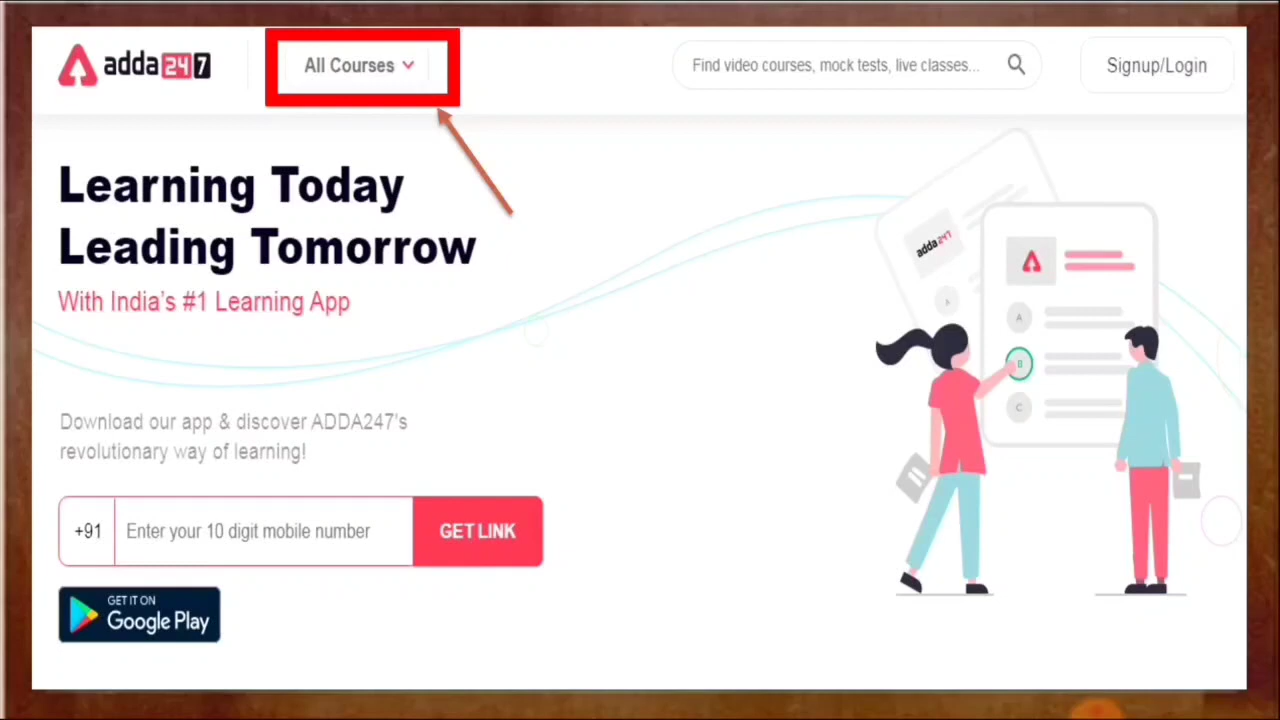 adda247
All Courses
Find video courses, mock tests, live classes...
Signup/Login
Learning Today
Leading Tomorrow
With India's #1 Learning App
Download our app & discover ADDA247's
revolutionary way of learning!
+91
Enter your 10 digit mobile number
GET LINK
GET IT ON
Google Play
adda247
A
A
B
C